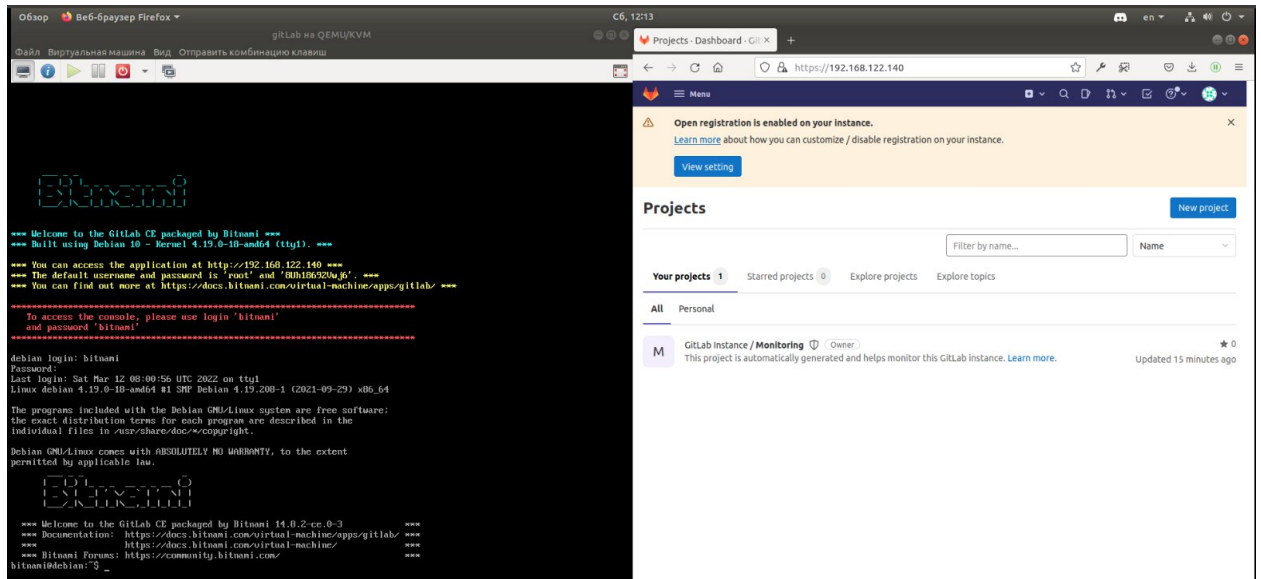 Обзор
Веб-браузер Firefox
Сб, 12:13
en
gitLab на QEMU/KVM
Файл Виртуальная машина Вид Отправить комбинацию клавиш
Bitnami
*** Welcome to the GitLab CE packaged by Bitnami ***
*** Built using Debian 10 - Kernel 4.19.0-18-amd64 (tty1). ***
*** You can access the application at http://192.168.122.140 ***
*** The default username and password is 'root' and '8Uh18692Vwj6'. ***
*** You can find out more at https://docs.bitnami.com/virtual-machine/apps/gitlab/ ***
To access the console, please use login 'bitnami'
and password 'bitnami'
debian login: bitnami
Password:
Last login: Sat Mar 12 08:00:56 UTC 2022 on tty1
Linux debian 4.19.0-18-amd64 #1 SMP Debian 4.19.208-1 (2021-09-29) x86_64
The programs included with the Debian GNU/Linux system are free software;
the exact distribution terms for each program are described in the
individual files in /usr/share/doc/*/copyright.
Debian GNU/Linux comes with ABSOLUTELY NO WARRANTY, to the extent
permitted by applicable law.
Bitnami
*** Welcome to the GitLab CE packaged by Bitnami 14.8.2-ce.0-3 ***
*** Documentation: https://docs.bitnami.com/virtual-machine/apps/gitlab/ ***
*** https://docs.bitnami.com/virtual-machine/ ***
*** Bitnami Forums: https://community.bitnami.com/ ***
bitnami@debian:~$ _
Projects · Dashboard · Git
https://192.168.122.140
Menu
Open registration is enabled on your instance.
Learn more about how you can customize / disable registration on your instance.
View setting
Projects
New project
Filter by name...
Name
Your projects 1 Starred projects 0 Explore projects Explore topics
All Personal
M
GitLab Instance / Monitoring Owner
0
This project is automatically generated and helps monitor this GitLab instance. Learn more.
Updated 15 minutes ago